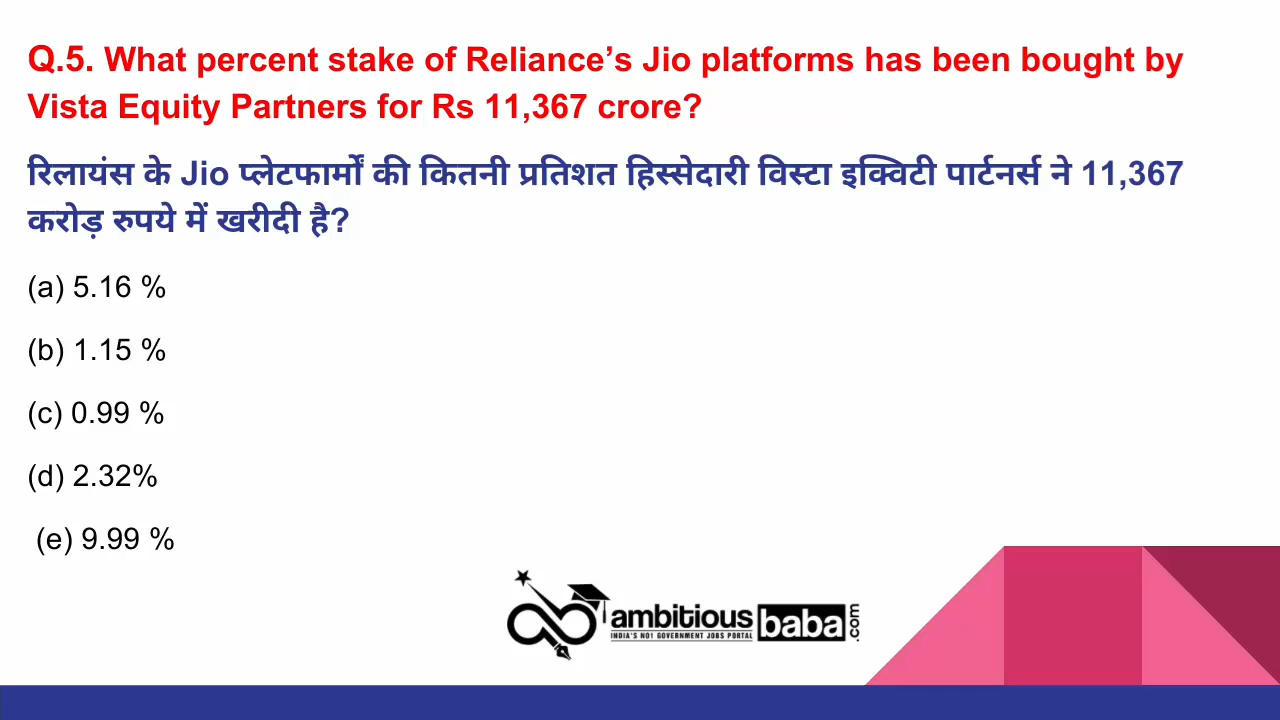 Q.5. What percent stake of Reliance’s Jio platforms has been bought by
Vista Equity Partners for Rs 11,367 crore?
रिलायंस के Jio प्लेटफार्मों की कितनी प्रतिशत हिस्सेदारी विस्टा इक्विटी पार्टनर्स ने 11,367
करोड़ रुपये में खरीदी है?
(a) 5.16 %
(b) 1.15 %
(c) 0.99 %
(d) 2.32%
(e) 9.99 %
ambitious baba .com
INDIA'S NO1 GOVERNMENT JOBS PORTAL